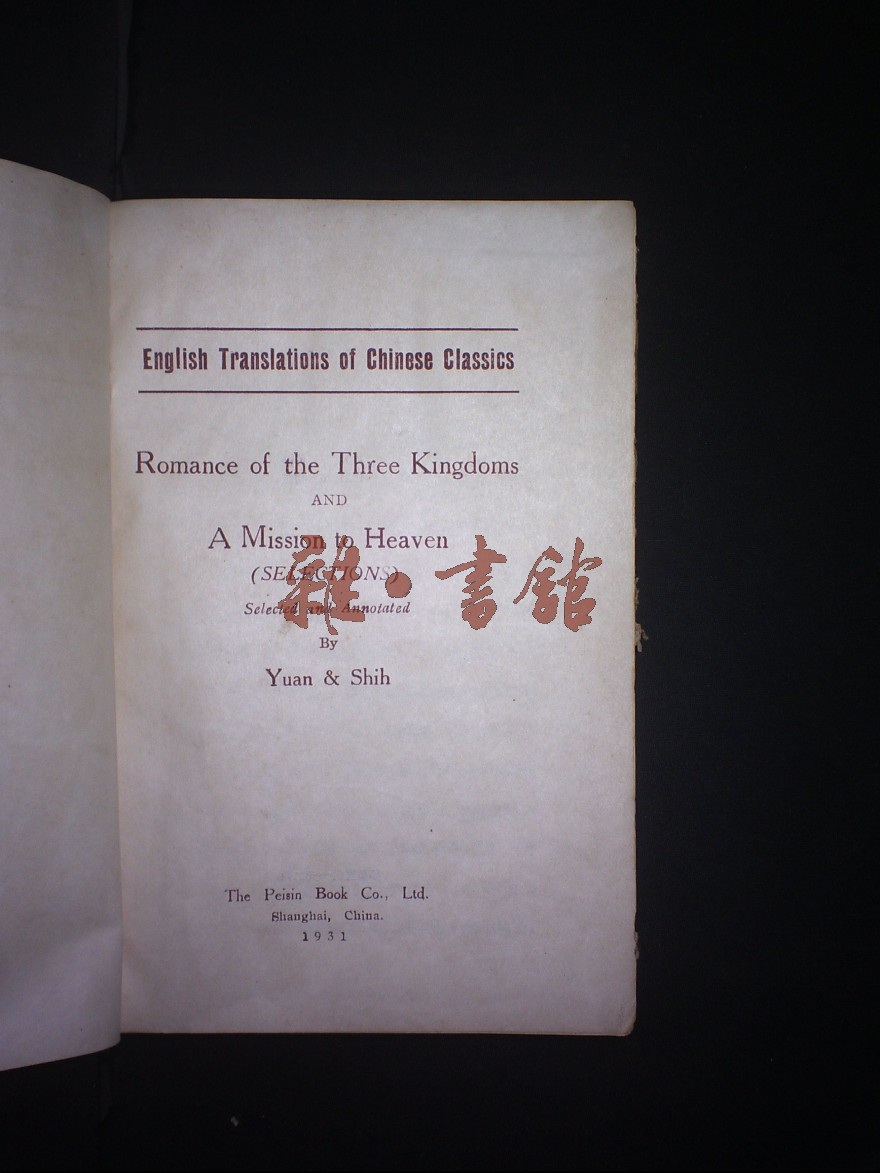 English Translations of Chinese Classics
Romance of the Three Kingdoms
AND
A Mission to Heaven
(SELECTIONS)
Selected and Annotated
By
Yuan & Shih
The Peisin Book Co., Ltd.
Shanghai, China.
1931
雜·書館